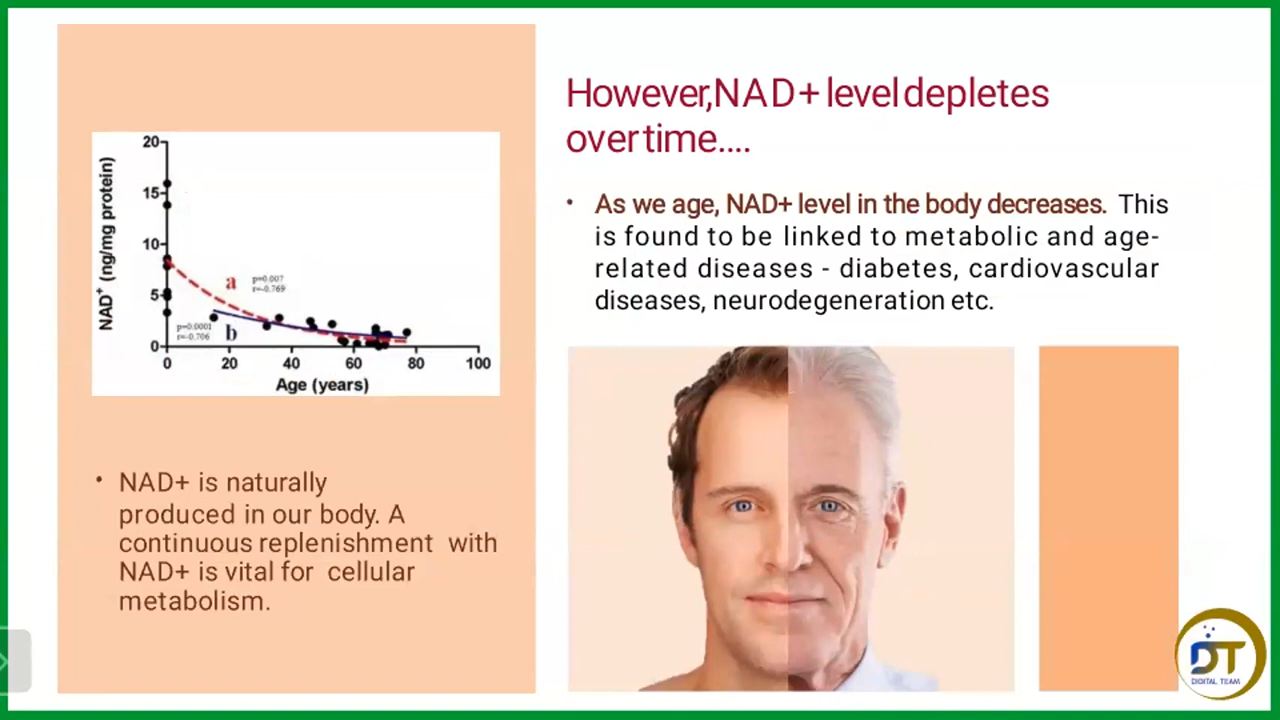 However,NAD+ level depletes
over time....
• As we age, NAD+ level in the body decreases. This
is found to be linked to metabolic and age-
related diseases - diabetes, cardiovascular
diseases, neurodegeneration etc.
NAD⁺ (ng/mg protein)
20
15
10
5
0
a
p=0.007
r=-0.769
p=0.0001
r=-0.706
b
0 20 40 60 80 100
Age (years)
• NAD+ is naturally
produced in our body. A
continuous replenishment with
NAD+ is vital for cellular
metabolism.
DT
DIGITAL TEAM